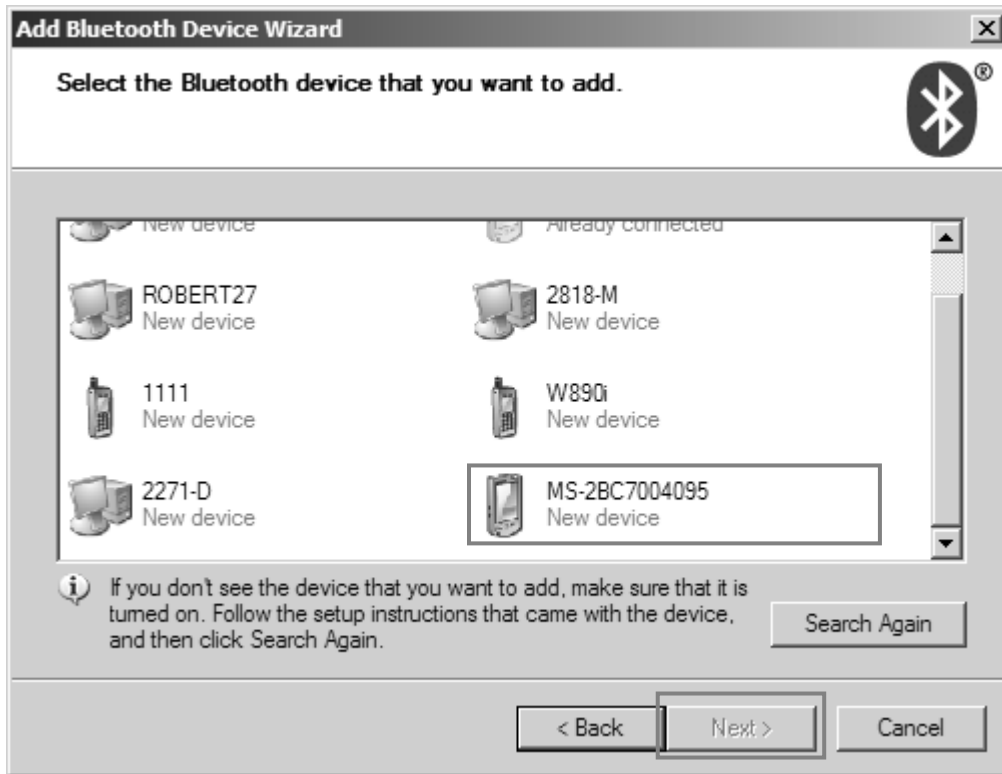 Add Bluetooth Device Wizard
Select the Bluetooth device that you want to add.
®
New device
Already connected
ROBERT27
New device
2818-M
New device
1111
New device
W890i
New device
2271-D
New device
MS-2BC7004095
New device
If you don't see the device that you want to add, make sure that it is
turned on. Follow the setup instructions that came with the device,
and then click Search Again.
Search Again
< Back
Next >
Cancel